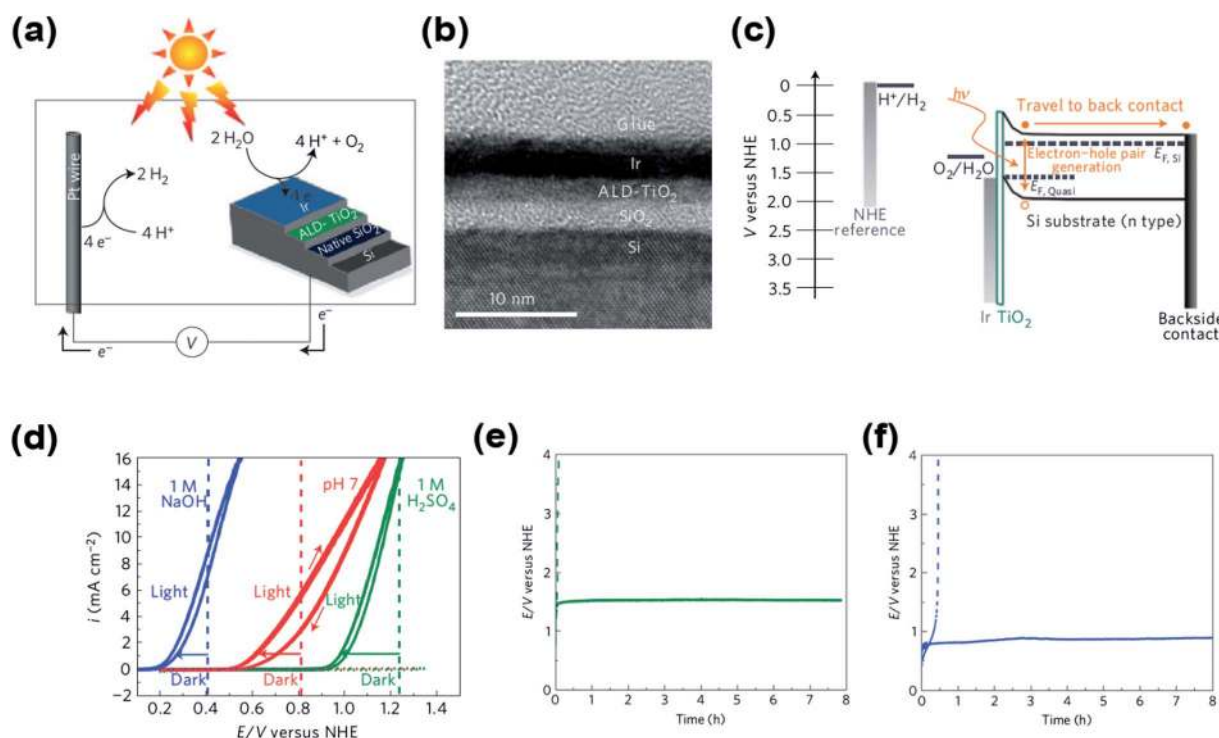 (a)
2 H₂O
4 H⁺ + O₂
Pt wire
2 H₂
4 e⁻
4 H⁺
Ir
ALD- TiO₂
Native SiO₂
Si
V
e⁻
e⁻
(b)
Glue
Ir
ALD-TiO₂
SiO₂
Si
10 nm
(c)
V versus NHE
0
0.5
1.0
1.5
2.0
2.5
3.0
3.5
H⁺/H₂
hν
Travel to back contact
O₂/H₂O
Electron–hole pair
generation
E_F, Si
E_F, Quasi
NHE
reference
Si substrate (n type)
Ir TiO₂
Backside
contact
(d)
i (mA cm⁻²)
16
14
12
10
8
6
4
2
0
−2
1 M
NaOH
pH 7
1 M
H₂SO₄
Light
Light
Light
Dark
Dark
Dark
0.2 0.4 0.6 0.8 1.0 1.2 1.4
E/V versus NHE
(e)
E/V versus NHE
4
3
2
1
0
0 1 2 3 4 5 6 7 8
Time (h)
(f)
E/V versus NHE
4
3
2
1
0
0 1 2 3 4 5 6 7 8
Time (h)